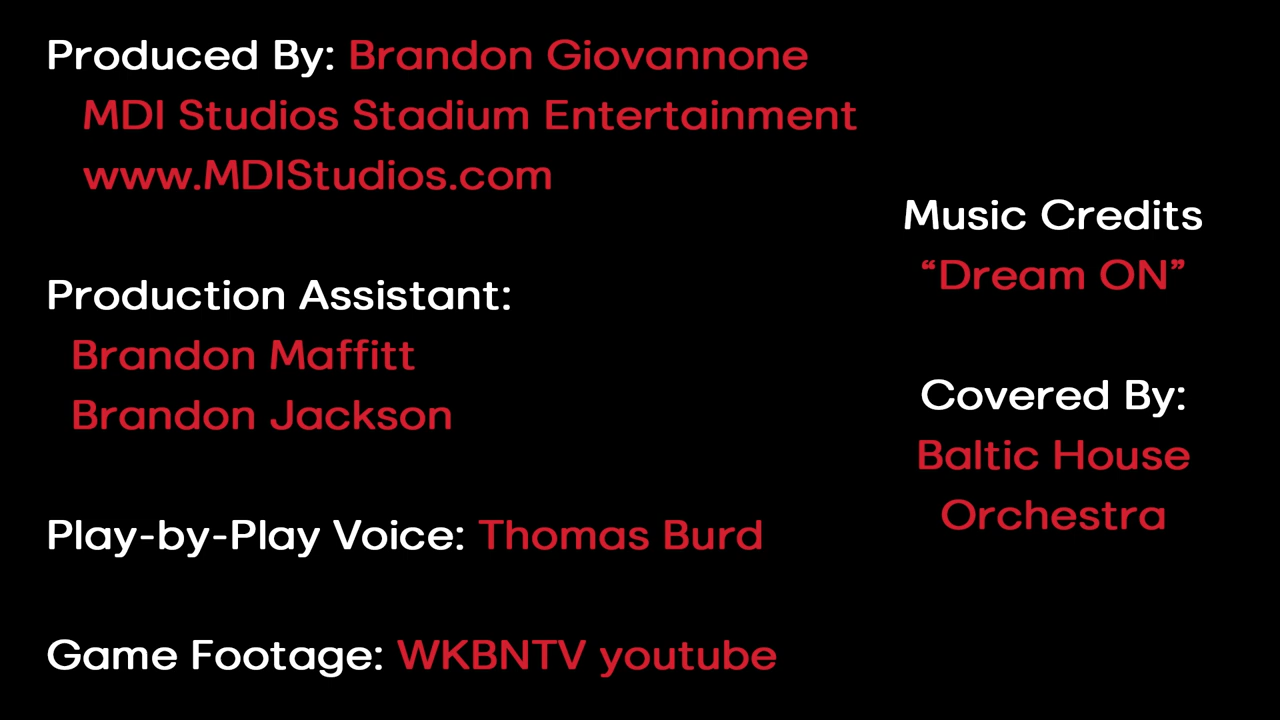 Produced By: Brandon Giovannone
MDI Studios Stadium Entertainment
www.MDIStudios.com
Production Assistant:
Brandon Maffitt
Brandon Jackson
Play-by-Play Voice: Thomas Burd
Game Footage: WKBNTV youtube
Music Credits
“Dream ON”
Covered By:
Baltic House
Orchestra